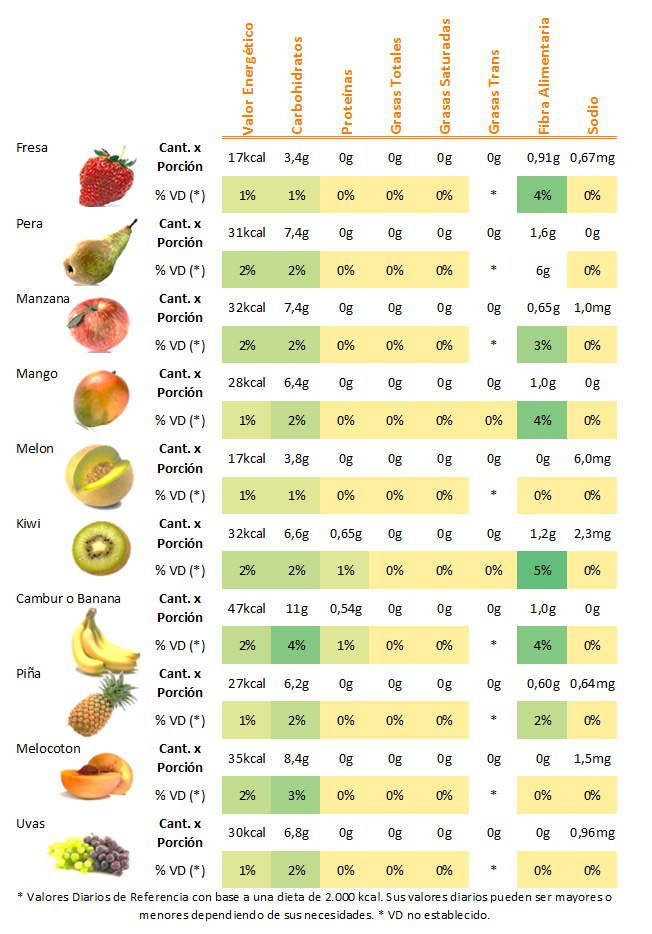 Valor Energético Carbohidratos Proteínas Grasas Totales Grasas Saturadas Grasas Trans Fibra Alimentaria Sodio
Fresa Cant. x Porción 17kcal 3,4g 0g 0g 0g 0g 0,91g 0,67mg
% VD (*) 1% 1% 0% 0% 0% * 4% 0%
Pera Cant. x Porción 31kcal 7,4g 0g 0g 0g 0g 1,6g 0g
% VD (*) 2% 2% 0% 0% 0% * 6g 0%
Manzana Cant. x Porción 32kcal 7,4g 0g 0g 0g 0g 0,65g 1,0mg
% VD (*) 2% 2% 0% 0% 0% * 3% 0%
Mango Cant. x Porción 28kcal 6,4g 0g 0g 0g 0g 1,0g 0g
% VD (*) 1% 2% 0% 0% 0% 0% 4% 0%
Melon Cant. x Porción 17kcal 3,8g 0g 0g 0g 0g 0g 6,0mg
% VD (*) 1% 1% 0% 0% 0% * 0% 0%
Kiwi Cant. x Porción 32kcal 6,6g 0,65g 0g 0g 0g 1,2g 2,3mg
% VD (*) 2% 2% 1% 0% 0% 0% 5% 0%
Cambur o Banana Cant. x Porción 47kcal 11g 0,54g 0g 0g 0g 1,0g 0g
% VD (*) 2% 4% 1% 0% 0% * 4% 0%
Piña Cant. x Porción 27kcal 6,2g 0g 0g 0g 0g 0,60g 0,64mg
% VD (*) 1% 2% 0% 0% 0% * 2% 0%
Melocoton Cant. x Porción 35kcal 8,4g 0g 0g 0g 0g 0g 1,5mg
% VD (*) 2% 3% 0% 0% 0% * 0% 0%
Uvas Cant. x Porción 30kcal 6,8g 0g 0g 0g 0g 0g 0,96mg
% VD (*) 1% 2% 0% 0% 0% * 0% 0%
* Valores Diarios de Referencia con base a una dieta de 2.000 kcal. Sus valores diarios pueden ser mayores o
menores dependiendo de sus necesidades. * VD no establecido.